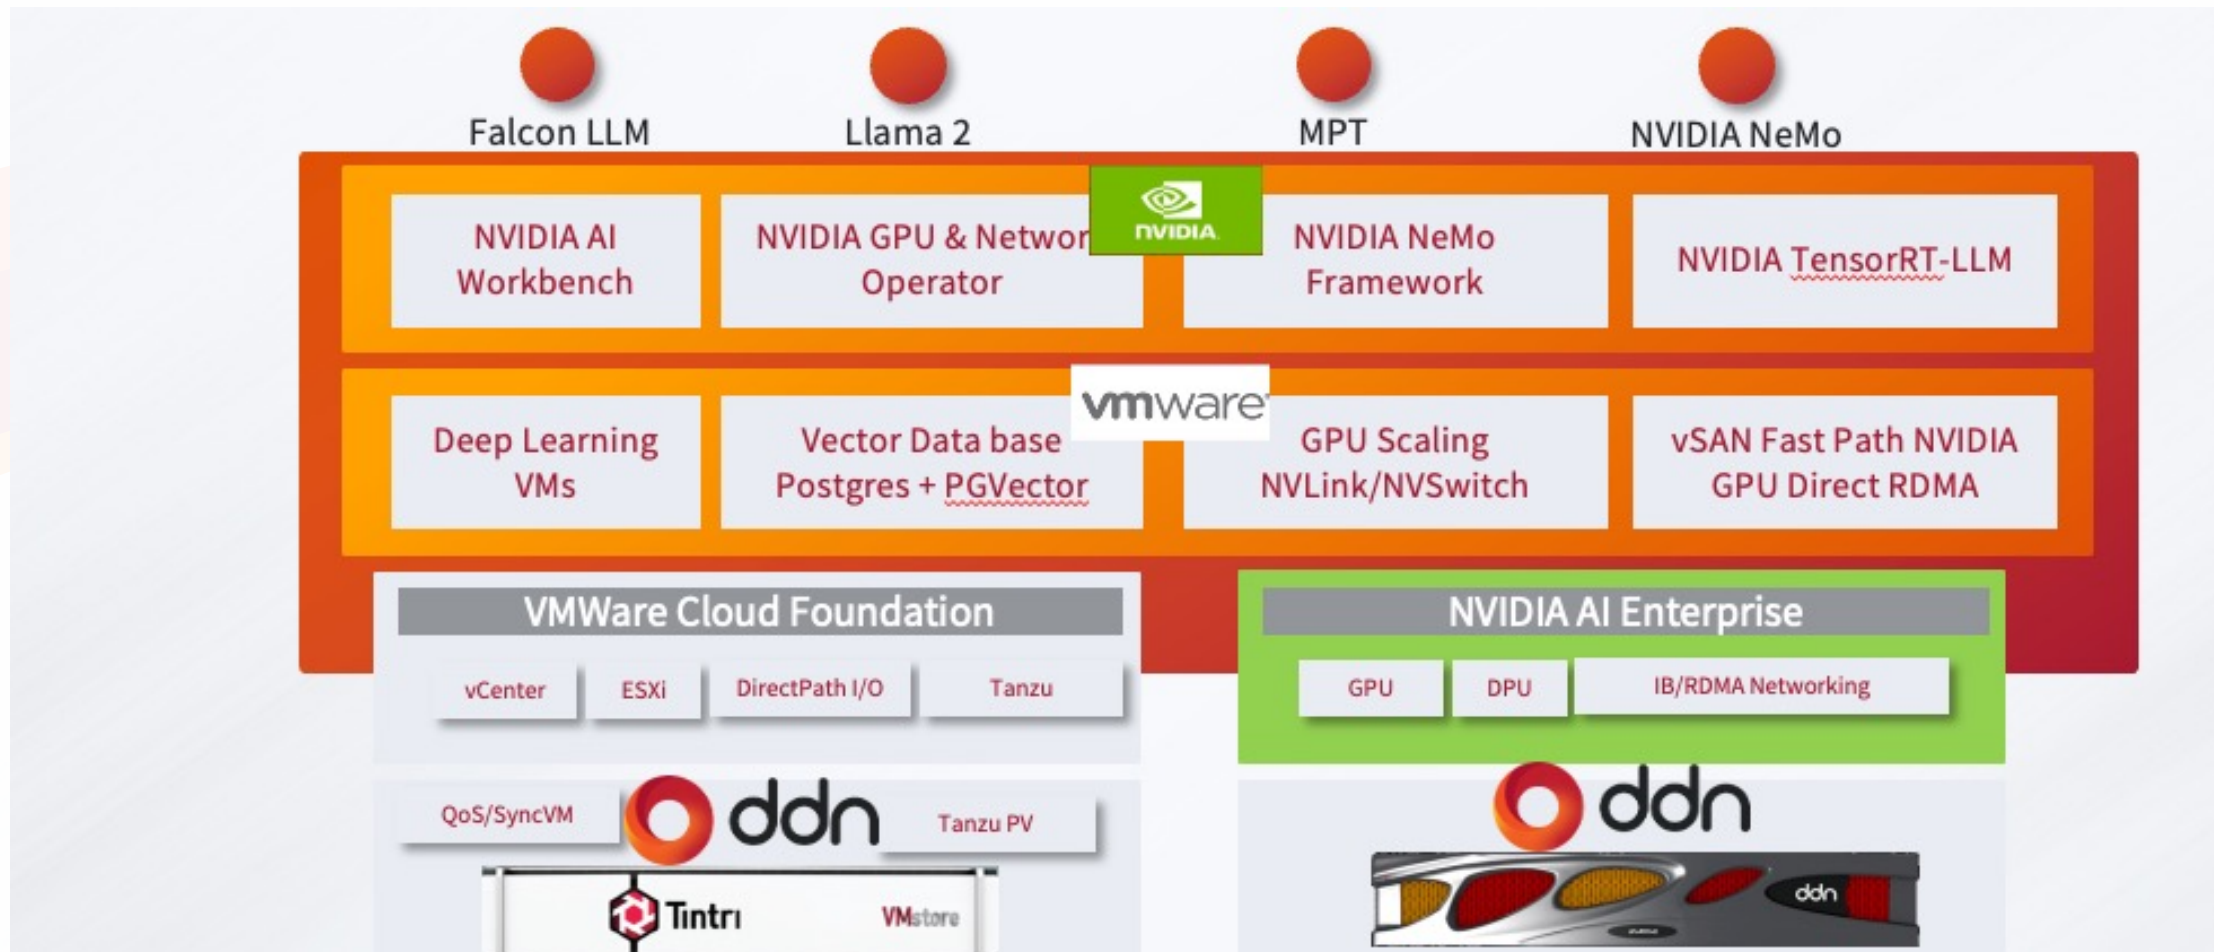 Falcon LLM
Llama 2
MPT
NVIDIA NeMo
NVIDIA
NVIDIA AI
Workbench
NVIDIA GPU & Networ
Operator
NVIDIA NeMo
Framework
NVIDIA TensorRT-LLM
vmware
Deep Learning
VMs
Vector Data base
Postgres + PGVector
GPU Scaling
NVLink/NVSwitch
vSAN Fast Path NVIDIA
GPU Direct RDMA
VMWare Cloud Foundation
vCenter
ESXi
DirectPath I/O
Tanzu
NVIDIA AI Enterprise
GPU
DPU
IB/RDMA Networking
QoS/SyncVM
ddn
Tanzu PV
Tintri
VMstore
ddn
ddn